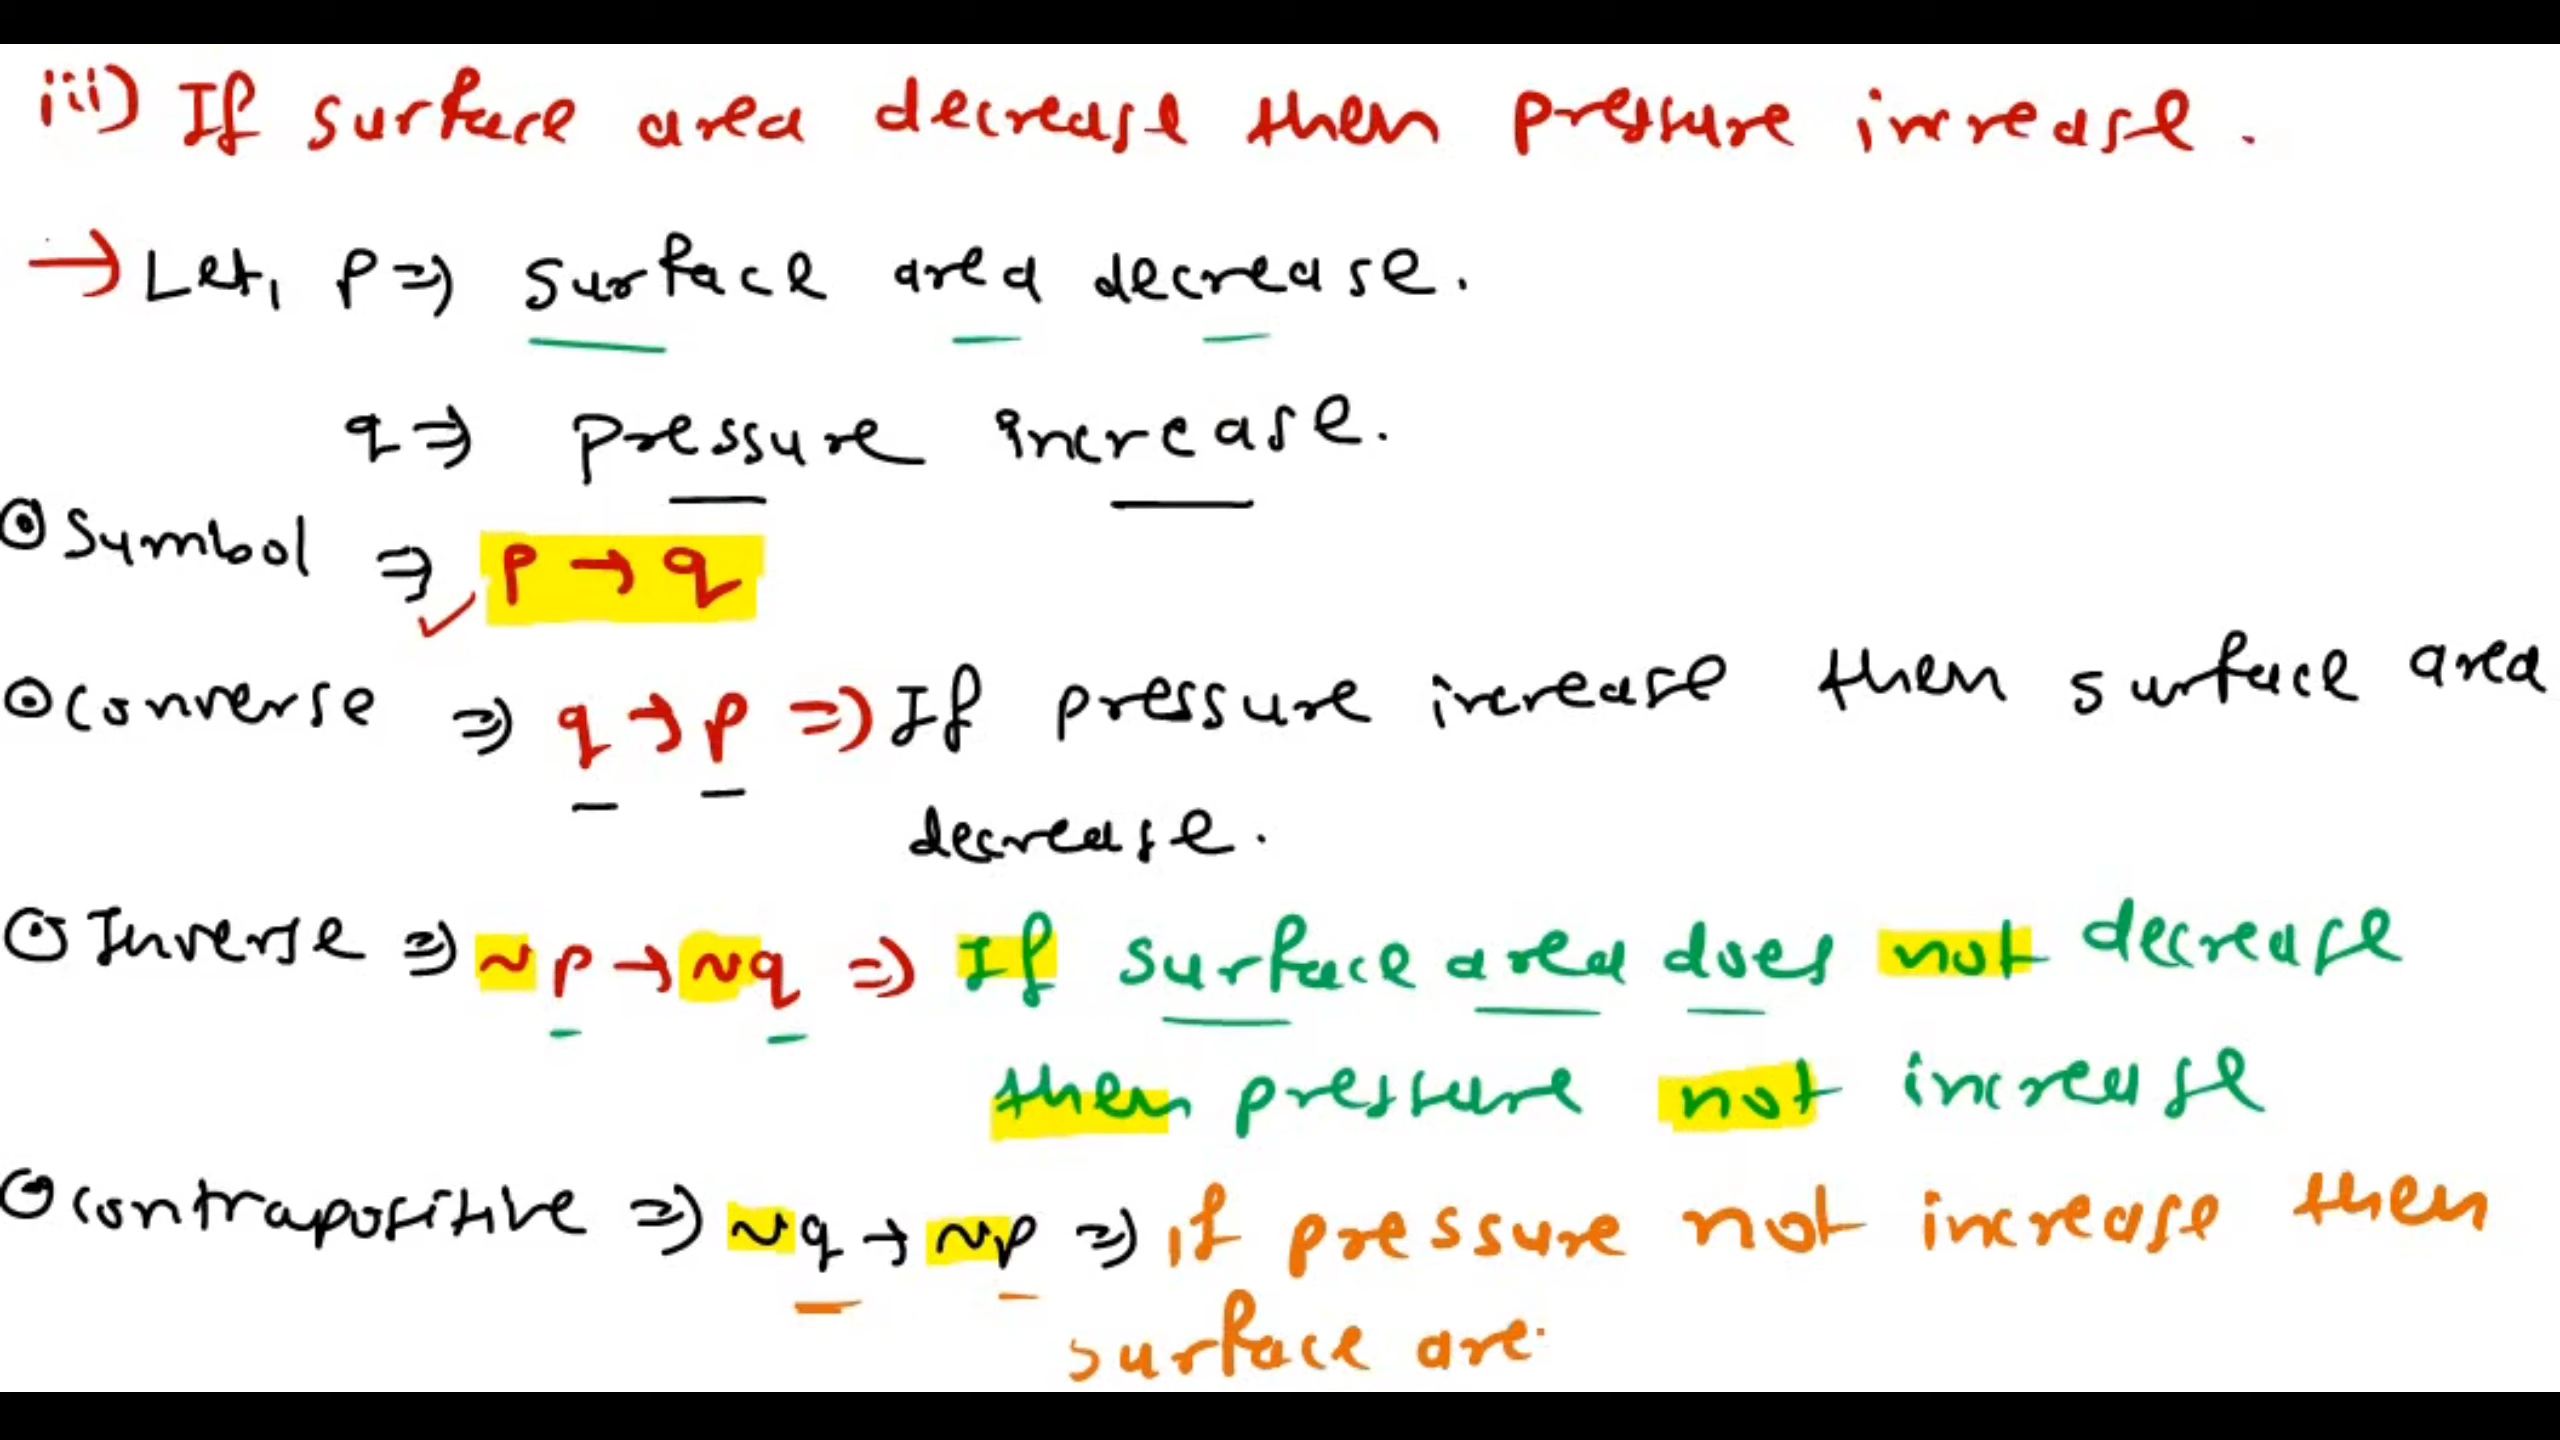 iii) If surface area decrease then pressure increase.
→ Let, p ⇒ surface area decrease.
q ⇒ pressure increase.
⊙ Symbol ⇒ p → q
⊙ Converse ⇒ q → p ⇒ If pressure increase then surface area
decrease.
⊙ Inverse ⇒ ~p → ~q ⇒ If surface area does not decrease
then pressure not increase
⊙ Contrapositive ⇒ ~q → ~p ⇒ if pressure not increase then
surface are